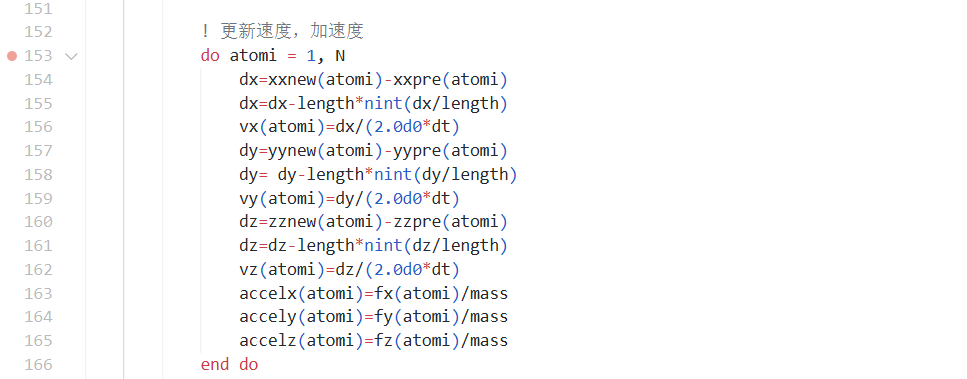 151
152 ! 更新速度，加速度
153 do atomi = 1, N
154 dx=xxnew(atomi)-xxpre(atomi)
155 dx=dx-length*nint(dx/length)
156 vx(atomi)=dx/(2.0d0*dt)
157 dy=yynew(atomi)-yypre(atomi)
158 dy= dy-length*nint(dy/length)
159 vy(atomi)=dy/(2.0d0*dt)
160 dz=zznew(atomi)-zzpre(atomi)
161 dz=dz-length*nint(dz/length)
162 vz(atomi)=dz/(2.0d0*dt)
163 accelx(atomi)=fx(atomi)/mass
164 accely(atomi)=fy(atomi)/mass
165 accelz(atomi)=fz(atomi)/mass
166 end do